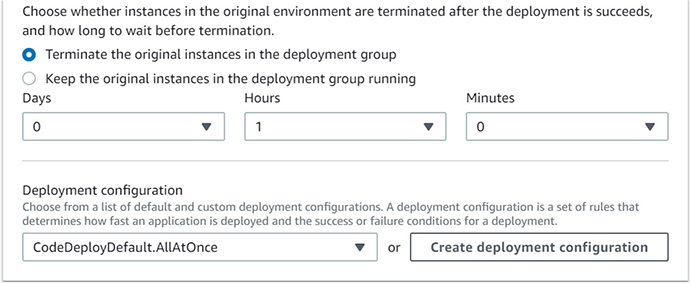 Choose whether instances in the original environment are terminated after the deployment is succeeds,
and how long to wait before termination.
Terminate the original instances in the deployment group
Keep the original instances in the deployment group running
Days Hours Minutes
0 1 0
Deployment configuration
Choose from a list of default and custom deployment configurations. A deployment configuration is a set of rules that
determines how fast an application is deployed and the success or failure conditions for a deployment.
CodeDeployDefault.AllAtOnce or Create deployment configuration